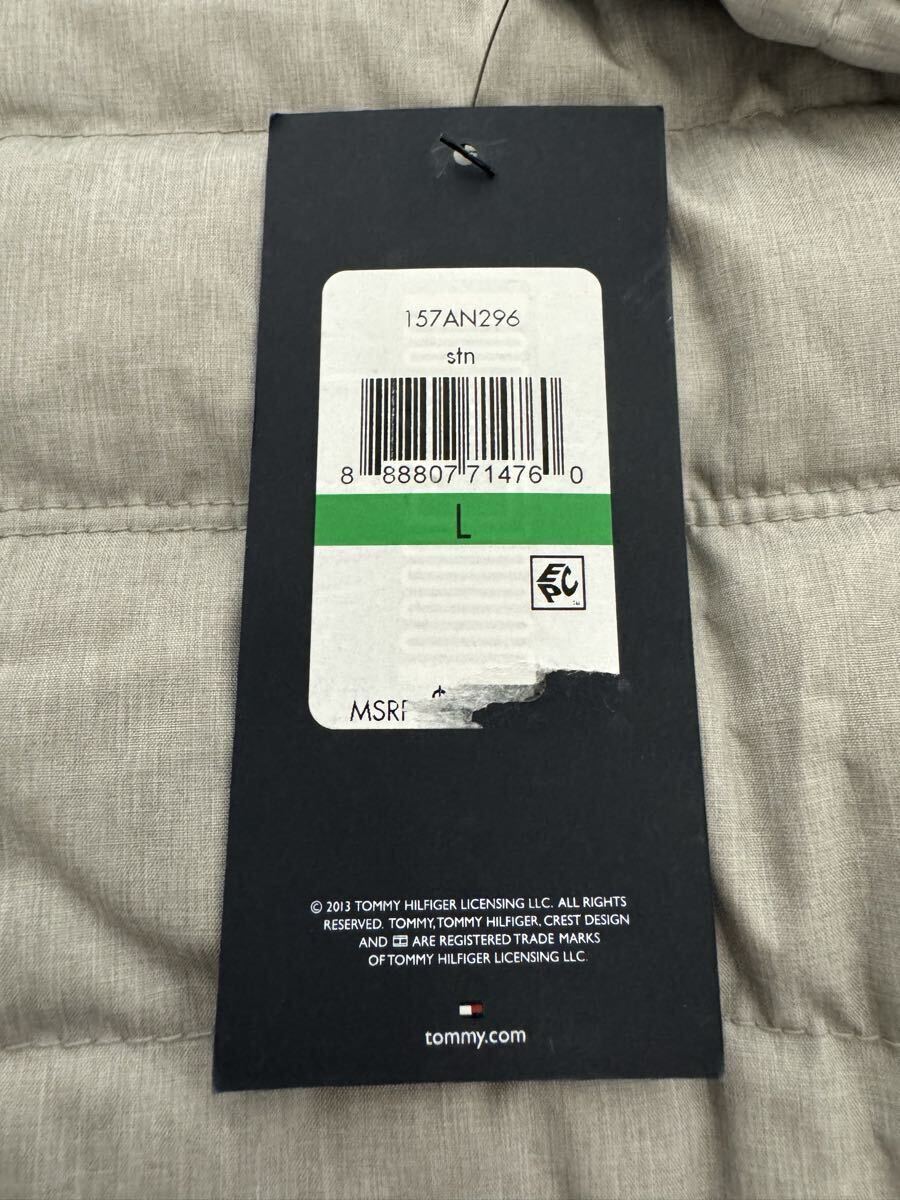 157AN296
stn
8 88807 71476 0
L
EPC
MSRP $
© 2013 TOMMY HILFIGER LICENSING LLC. ALL RIGHTS
RESERVED. TOMMY, TOMMY HILFIGER, CREST DESIGN
AND ARE REGISTERED TRADE MARKS
OF TOMMY HILFIGER LICENSING LLC.
tommy.com